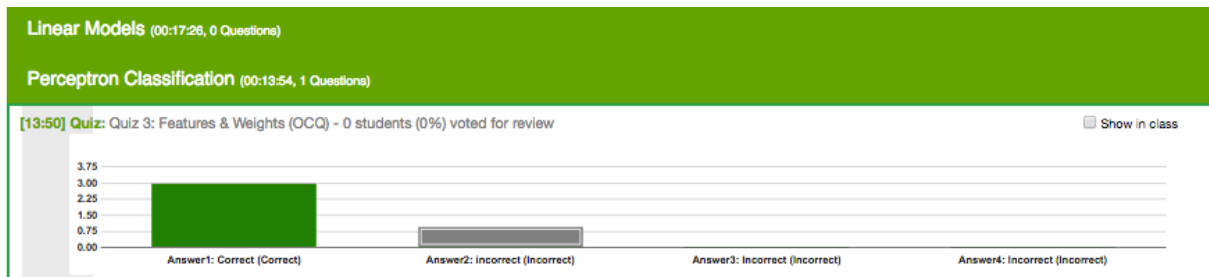 Linear Models (00:17:26, 0 Questions)
Perceptron Classification (00:13:54, 1 Questions)
[13:50] Quiz: Quiz 3: Features & Weights (OCQ) - 0 students (0%) voted for review
Show in class
3.75
3.00
2.25
1.50
0.75
0.00
Answer1: Correct (Correct) Answer2: incorrect (Incorrect) Answer3: Incorrect (Incorrect) Answer4: Incorrect (Incorrect)